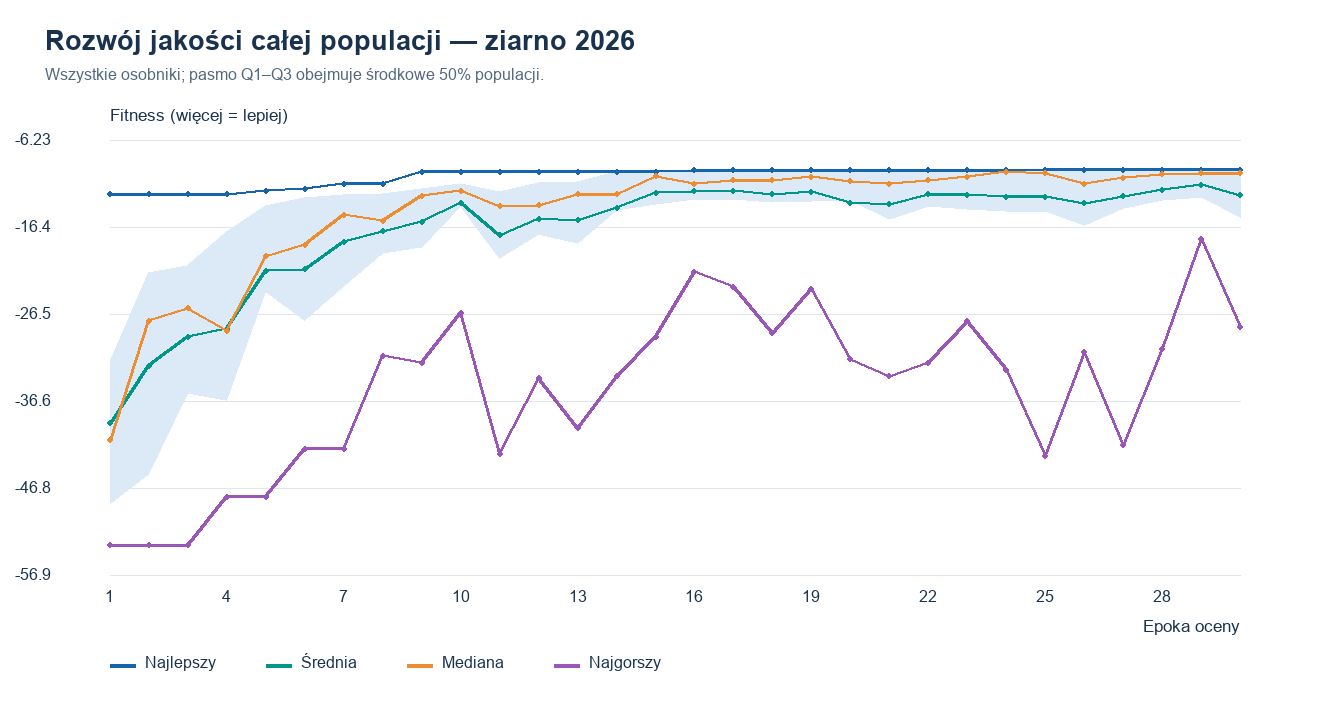 Rozwój jakości całej populacji — ziarno 2026
Wszystkie osobniki; pasmo Q1–Q3 obejmuje środkowe 50% populacji.
Fitness (więcej = lepiej)
-6.23
-16.4
-26.5
-36.6
-46.8
-56.9
1 4 7 10 13 16 19 22 25 28
Epoka oceny
Najlepszy Średnia Mediana Najgorszy